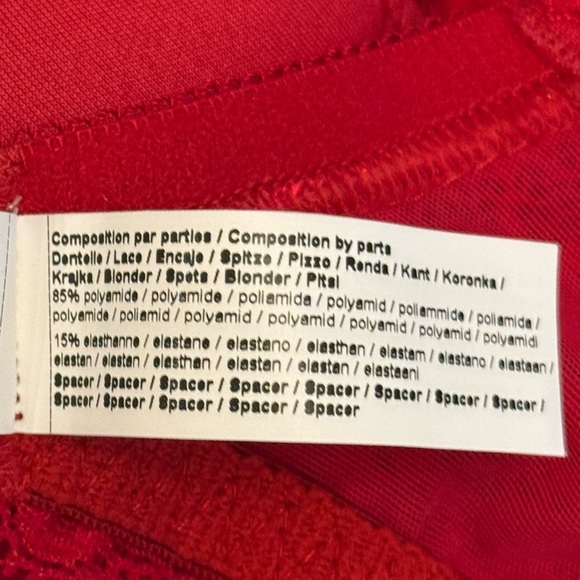 Composition par parties / Composition by parts
Dentelle / Lace / Encaje / Spitze / Pizzo / Renda / Kant / Koronka /
Krajka / Blonder / Spets / Blonder / Pitsi
85% polyamide / polyamide / poliamida / polyamid / poliammide / poliamida /
polyamide / poliamid / polyamid / polyamid / polyamid / polyamid / polyamidi
15% elasthanne / elastane / elastano / elasthan / elastam / elastano / elastaan /
elastan / elastan / elasthan / elastan / elastan / elastaani
Spacer / Spacer / Spacer / Spacer / Spacer / Spacer / Spacer / Spacer /
Spacer / Spacer / Spacer / Spacer / Spacer